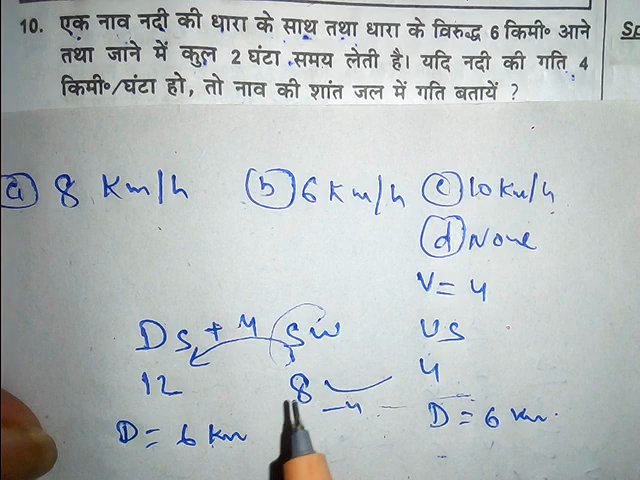 10. एक नाव नदी की धारा के साथ तथा धारा के विरुद्ध 6 किमी॰ आने
तथा जाने में कुल 2 घंटा समय लेती है। यदि नदी की गति 4
किमी॰/घंटा हो, तो नाव की शांत जल में गति बतायें ?
(a) 8 Km/h (b) 6 Km/h (c) 10 Km/h
(d) None
V = 4
DS + 4 SW US
12 8 4
-4
D = 6 Km D = 6 Km.